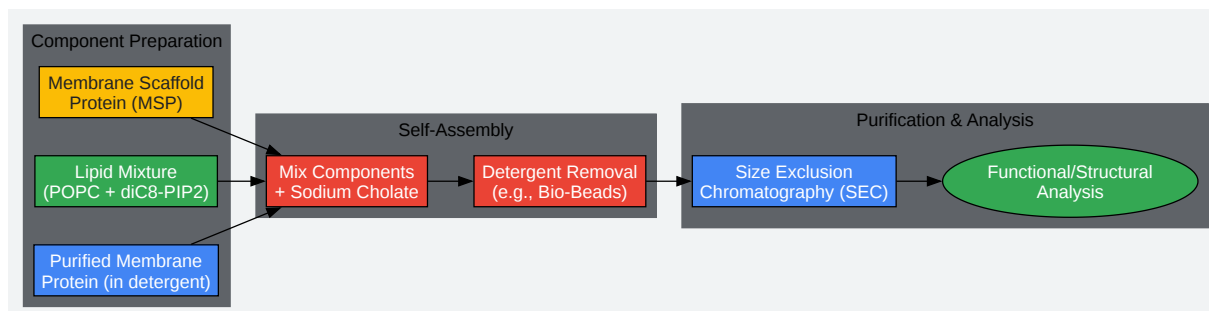 Component Preparation
Membrane Scaffold
Protein (MSP)
Lipid Mixture
(POPC + diC8-PIP2)
Purified Membrane
Protein (in detergent)
Self-Assembly
Mix Components
+ Sodium Cholate
Detergent Removal
(e.g., Bio-Beads)
Purification & Analysis
Size Exclusion
Chromatography (SEC)
Functional/Structural
Analysis